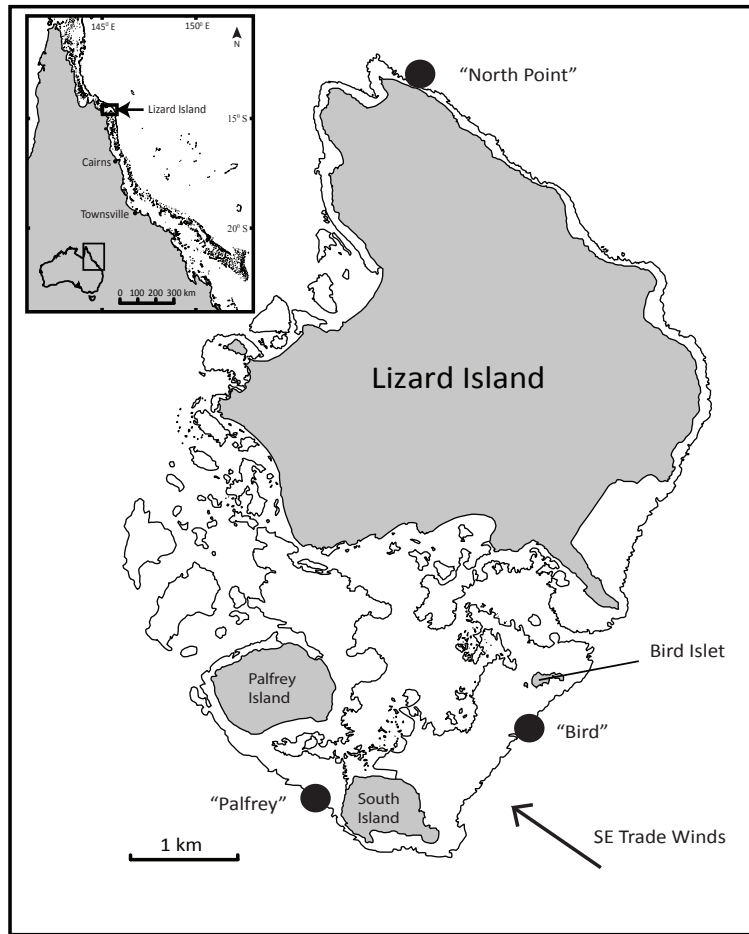 145° E
150° E
N
Lizard Island
15° S
Cairns
Townsville
20° S
0 100 200 300 km
“North Point”
Lizard Island
Bird Islet
Palfrey
Island
“Bird”
“Palfrey”
South
Island
SE Trade Winds
1 km